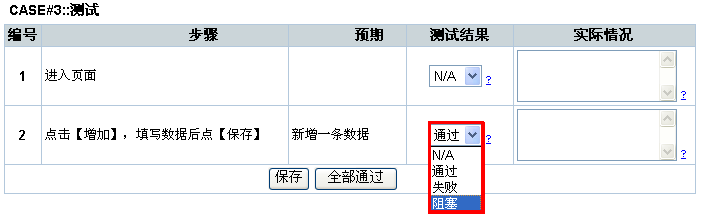 CASE#3::测试
编号 步骤 预期 测试结果 实际情况
1 进入页面 N/A ? ?
2 点击【增加】，填写数据后点【保存】 新增一条数据 通过 ? ?
N/A
通过
失败
阻塞
保存 全部通过